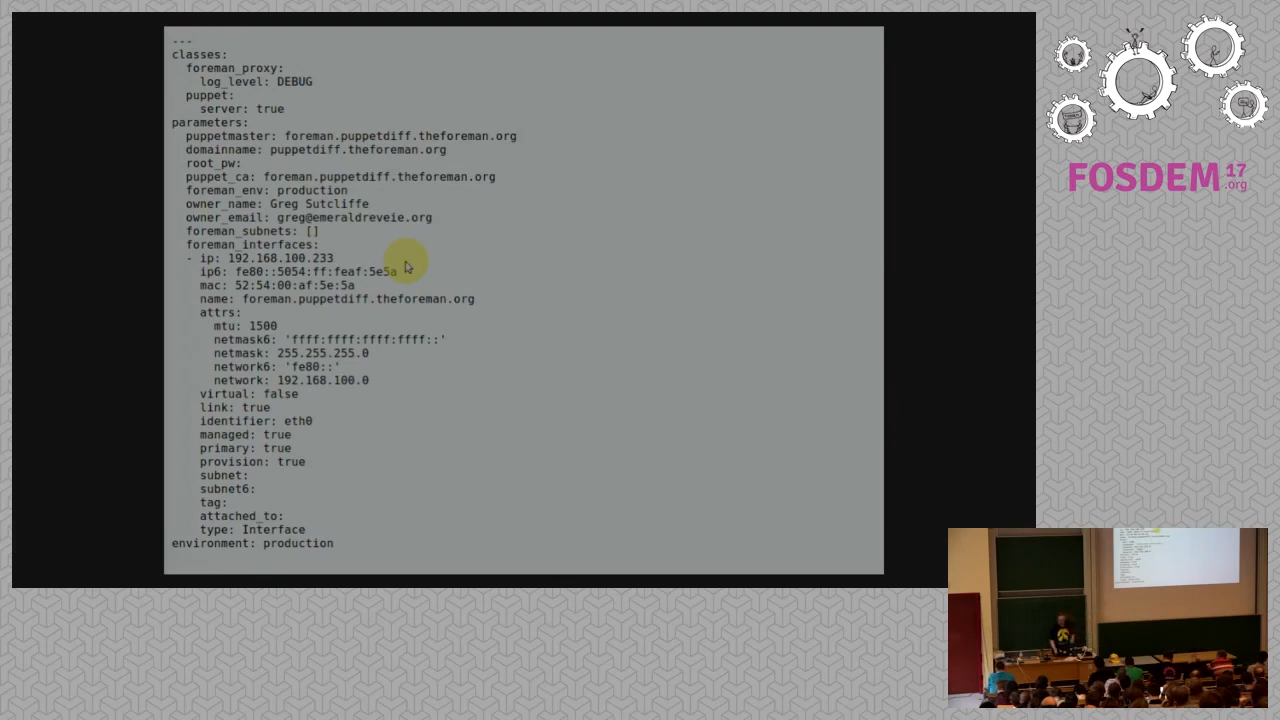 ---
classes:
  foreman_proxy:
    log_level: DEBUG
  puppet:
    server: true
parameters:
  puppetmaster: foreman.puppetdiff.theforeman.org
  domainname: puppetdiff.theforeman.org
  root_pw:
  puppet_ca: foreman.puppetdiff.theforeman.org
  foreman_env: production
  owner_name: Greg Sutcliffe
  owner_email: greg@emeraldreveie.org
  foreman_subnets: []
  foreman_interfaces:
  - ip: 192.168.100.233
    ip6: fe80::5054:ff:feaf:5e5a
    mac: 52:54:00:af:5e:5a
    name: foreman.puppetdiff.theforeman.org
    attrs:
      mtu: 1500
      netmask6: 'ffff:ffff:ffff:ffff::'
      netmask: 255.255.255.0
      network6: 'fe80::'
      network: 192.168.100.0
    virtual: false
    link: true
    identifier: eth0
    managed: true
    primary: true
    provision: true
    subnet:
    subnet6:
    tag:
    attached_to:
    type: Interface
environment: production
FOSDEM 17
.org